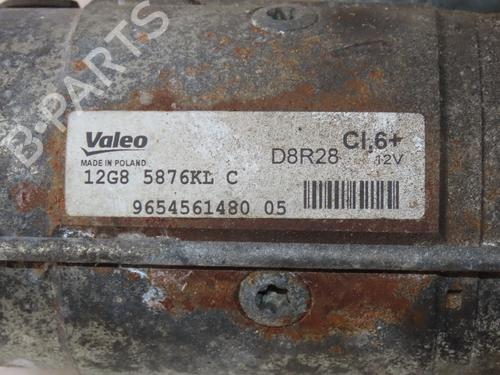 B-PARTS
Valeo
MADE IN POLAND
D8R28
Cl.6+
12V
12G8 5876KL C
9654561480 05